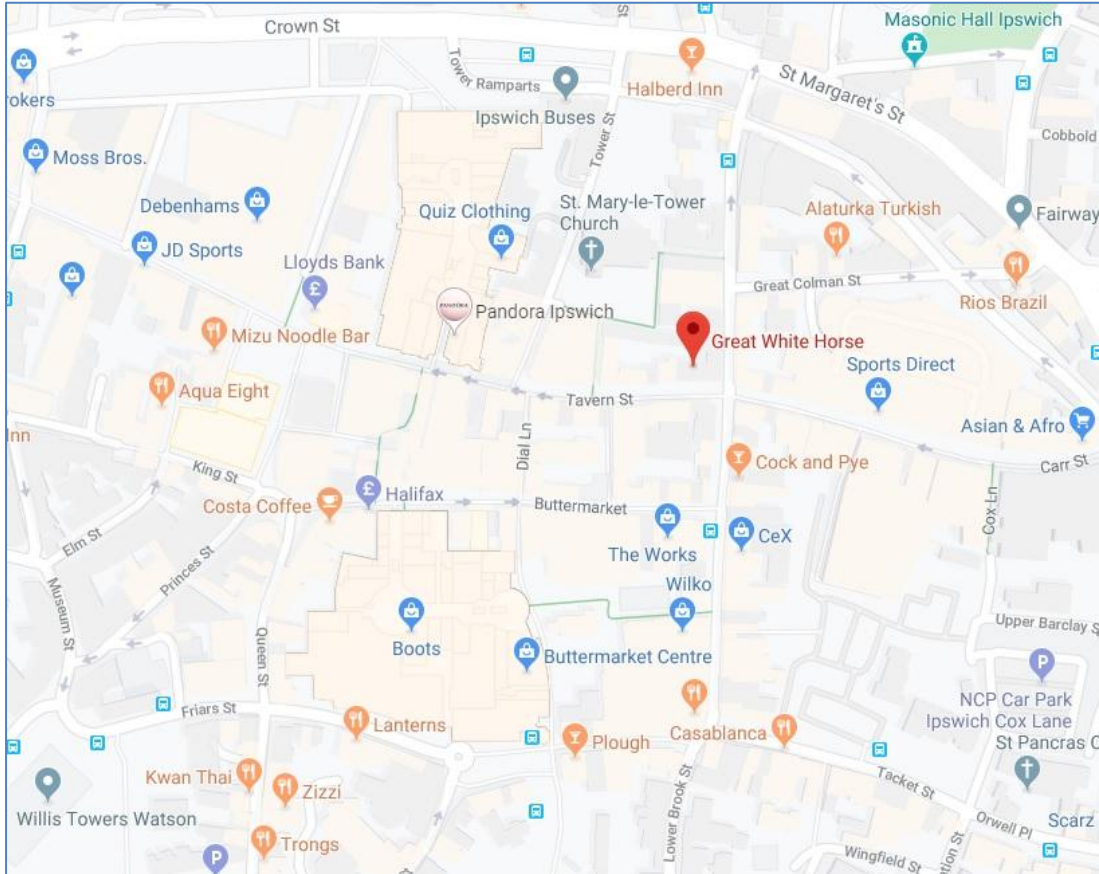 Crown St
Masonic Hall Ipswich
rokers
Tower Ramparts
Halberd Inn
St Margaret's St
Ipswich Buses
Tower St
Cobbold
Moss Bros.
Debenhams
St. Mary-le-Tower
Church
Quiz Clothing
Alaturka Turkish
Fairway
JD Sports
Lloyds Bank
£
Great Colman St
Rios Brazil
PANDORA
Pandora Ipswich
Mizu Noodle Bar
Great White Horse
Sports Direct
Aqua Eight
Tavern St
Asian & Afro
Inn
Dial Ln
Cock and Pye
Carr St
King St
Costa Coffee
£
Halifax
Buttermarket
Cox Ln
Elm St
Princes St
The Works
CeX
Museum St
Wilko
Queen St
Boots
Buttermarket Centre
Upper Barclay S
P
NCP Car Park
Ipswich Cox Lane
Friars St
Lanterns
Plough
Casablanca
St Pancras C
Kwan Thai
Zizzi
Tacket St
Willis Towers Watson
Trongs
Lower Brook St
Scarz
Orwell Pl
P
Wingfield St
ation St